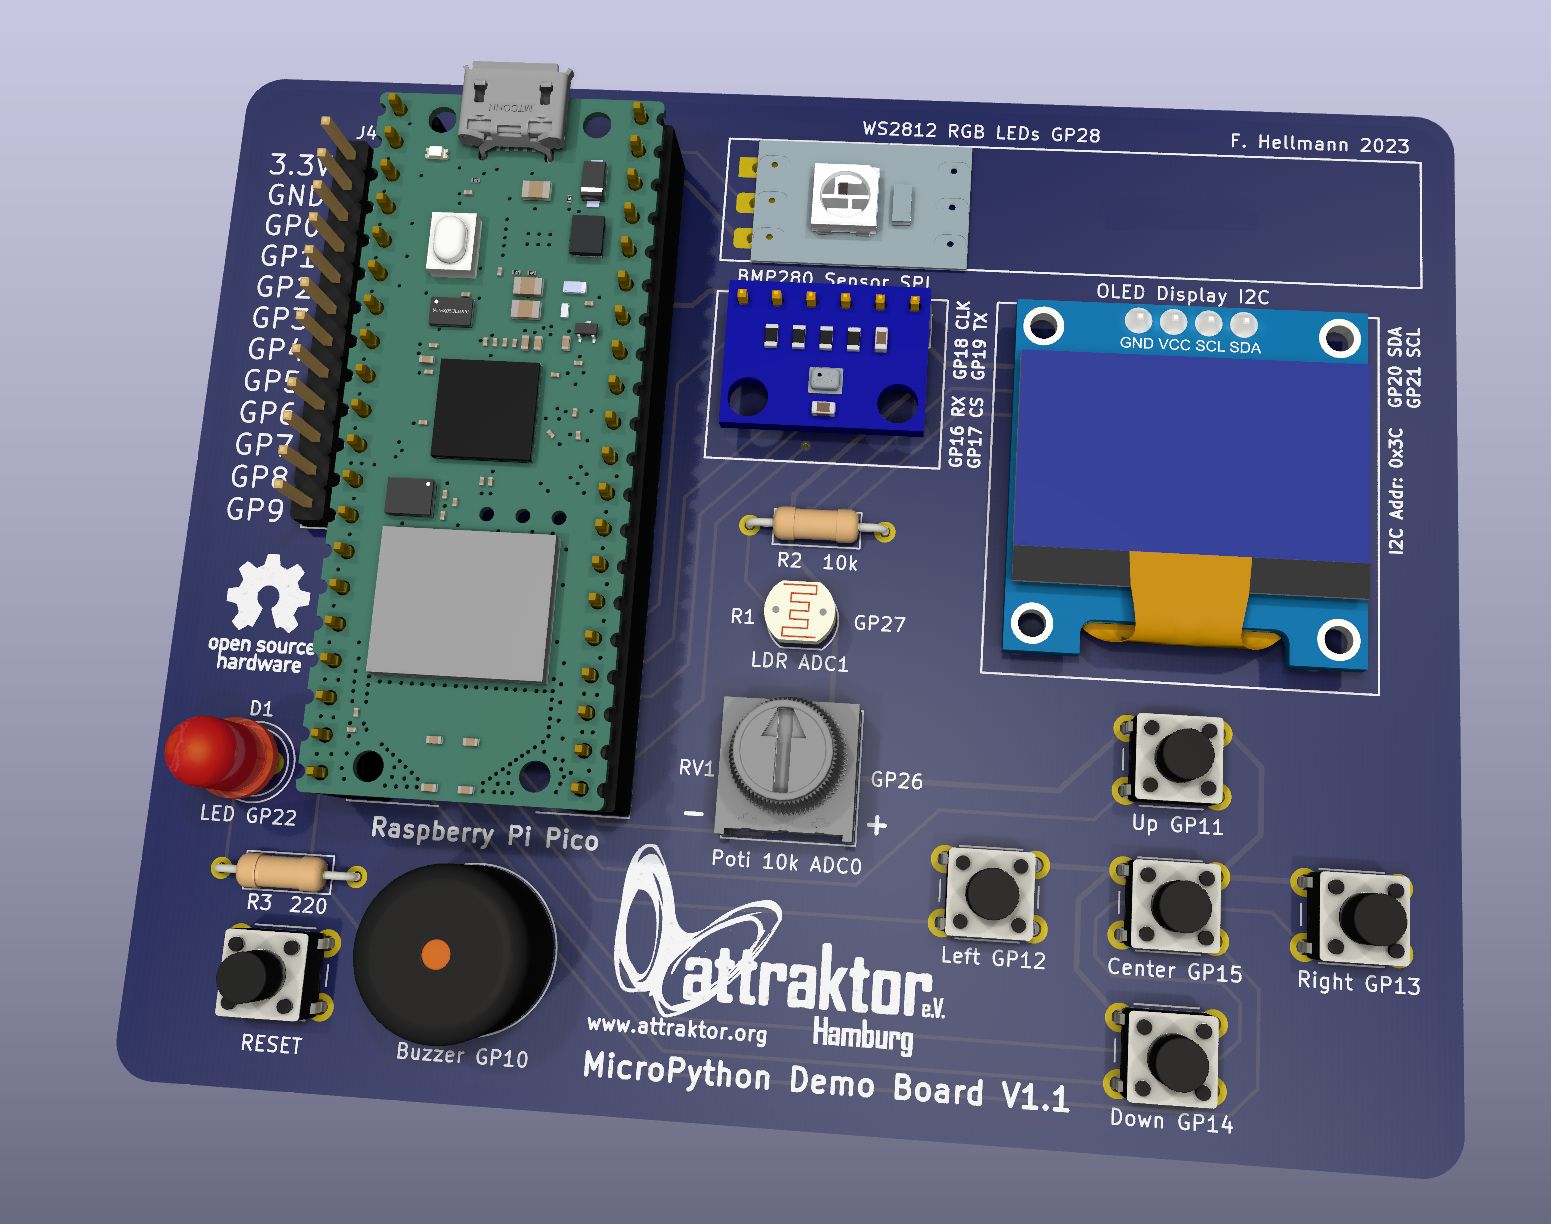 J4
3.3V
GND
GP0
GP1
GP2
GP3
GP4
GP5
GP6
GP7
GP8
GP9
open source
hardware
D1
LED GP22
R3 220
RESET
Raspberry Pi Pico
Buzzer GP10
WS2812 RGB LEDs GP28
F. Hellmann 2023
BMP280 Sensor SPI
GP18 CLK
GP19 TX
GP16 RX
GP17 CS
OLED Display I2C
GND VCC SCL SDA
GP20 SDA
GP21 SCL
I2C Addr: 0x3C
R2 10k
R1
GP27
LDR ADC1
RV1
GP26
- +
Poti 10k ADC0
Up GP11
Left GP12
Center GP15
Right GP13
Down GP14
attraktor e.V.
www.attraktor.org
Hamburg
MicroPython Demo Board V1.1